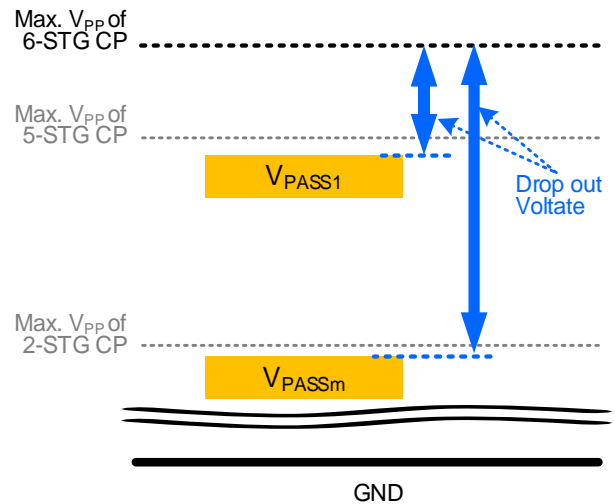 Max. VPP of
6-STG CP
Max. VPP of
5-STG CP
VPASS1
Drop out
Voltate
Max. VPP of
2-STG CP
VPASSm
GND